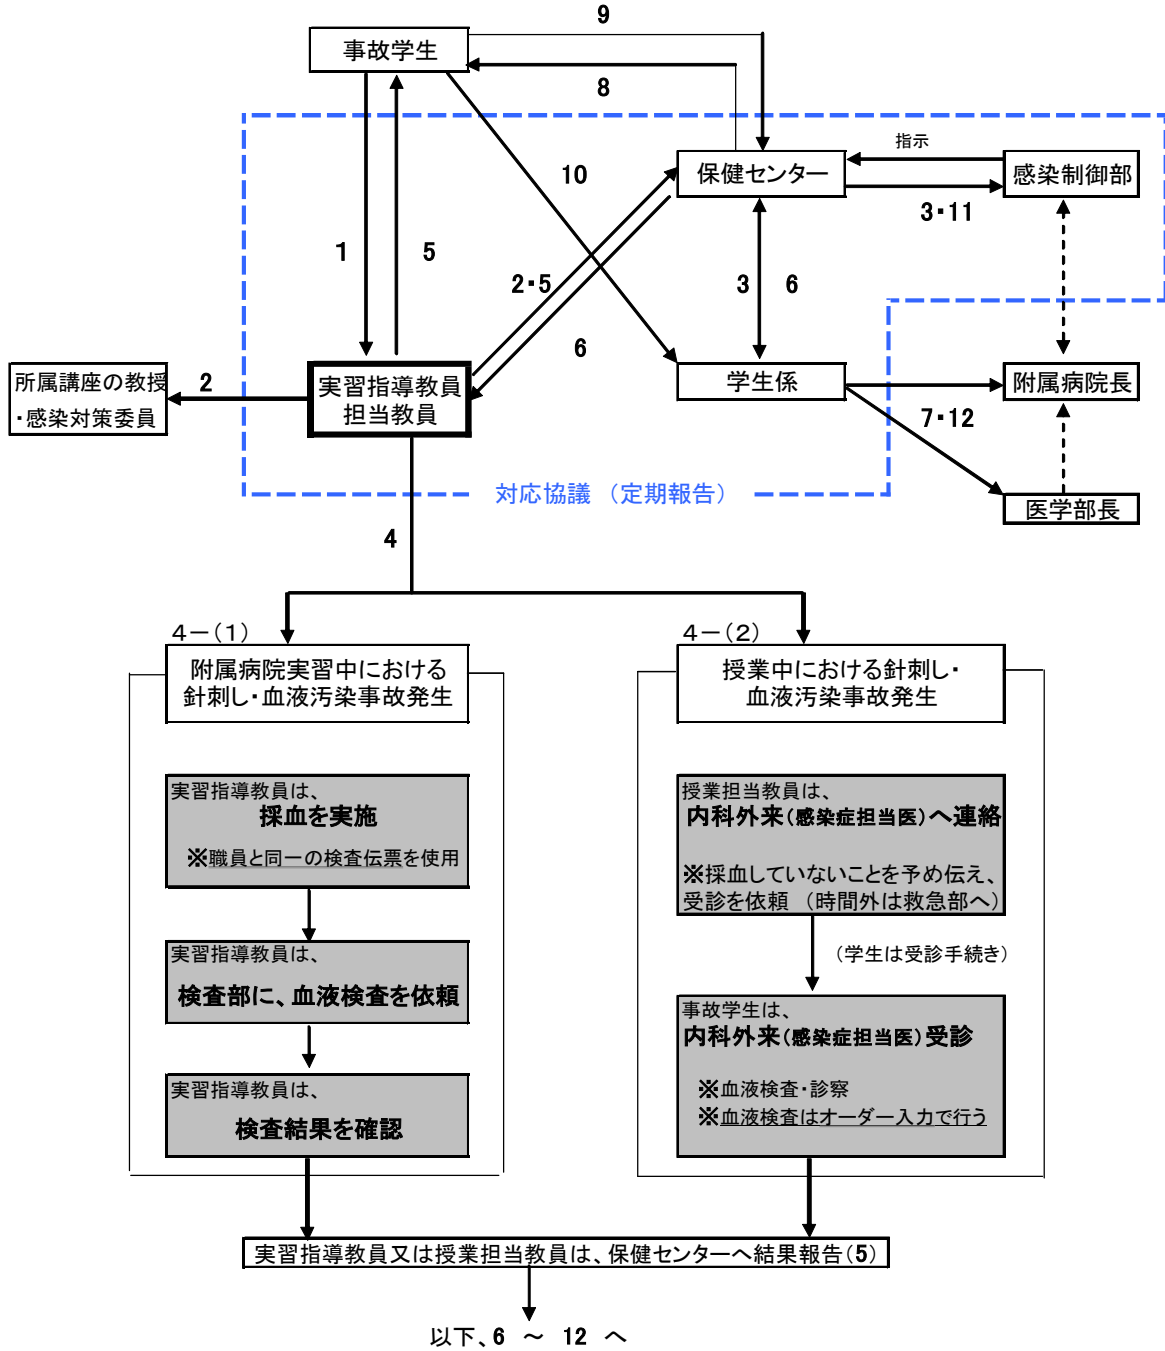 9
事故学生
8
指示
10
保健センター
感染制御部
3・11
1
5
2・5
3
6
6
所属講座の教授
・感染対策委員
2
実習指導教員
担当教員
学生係
附属病院長
7・12
対応協議 （定期報告）
医学部長
4
4－(1)
附属病院実習中における
針刺し・血液汚染事故発生
実習指導教員は、
採血を実施
※職員と同一の検査伝票を使用
実習指導教員は、
検査部に、血液検査を依頼
実習指導教員は、
検査結果を確認
4－(2)
授業中における針刺し・
血液汚染事故発生
授業担当教員は、
内科外来(感染症担当医)へ連絡
※採血していないことを予め伝え、
受診を依頼 （時間外は救急部へ）
(学生は受診手続き)
事故学生は、
内科外来(感染症担当医)受診
※血液検査・診察
※血液検査はオーダー入力で行う
実習指導教員又は授業担当教員は、保健センターへ結果報告(5)
以下、6 ～ 12 へ